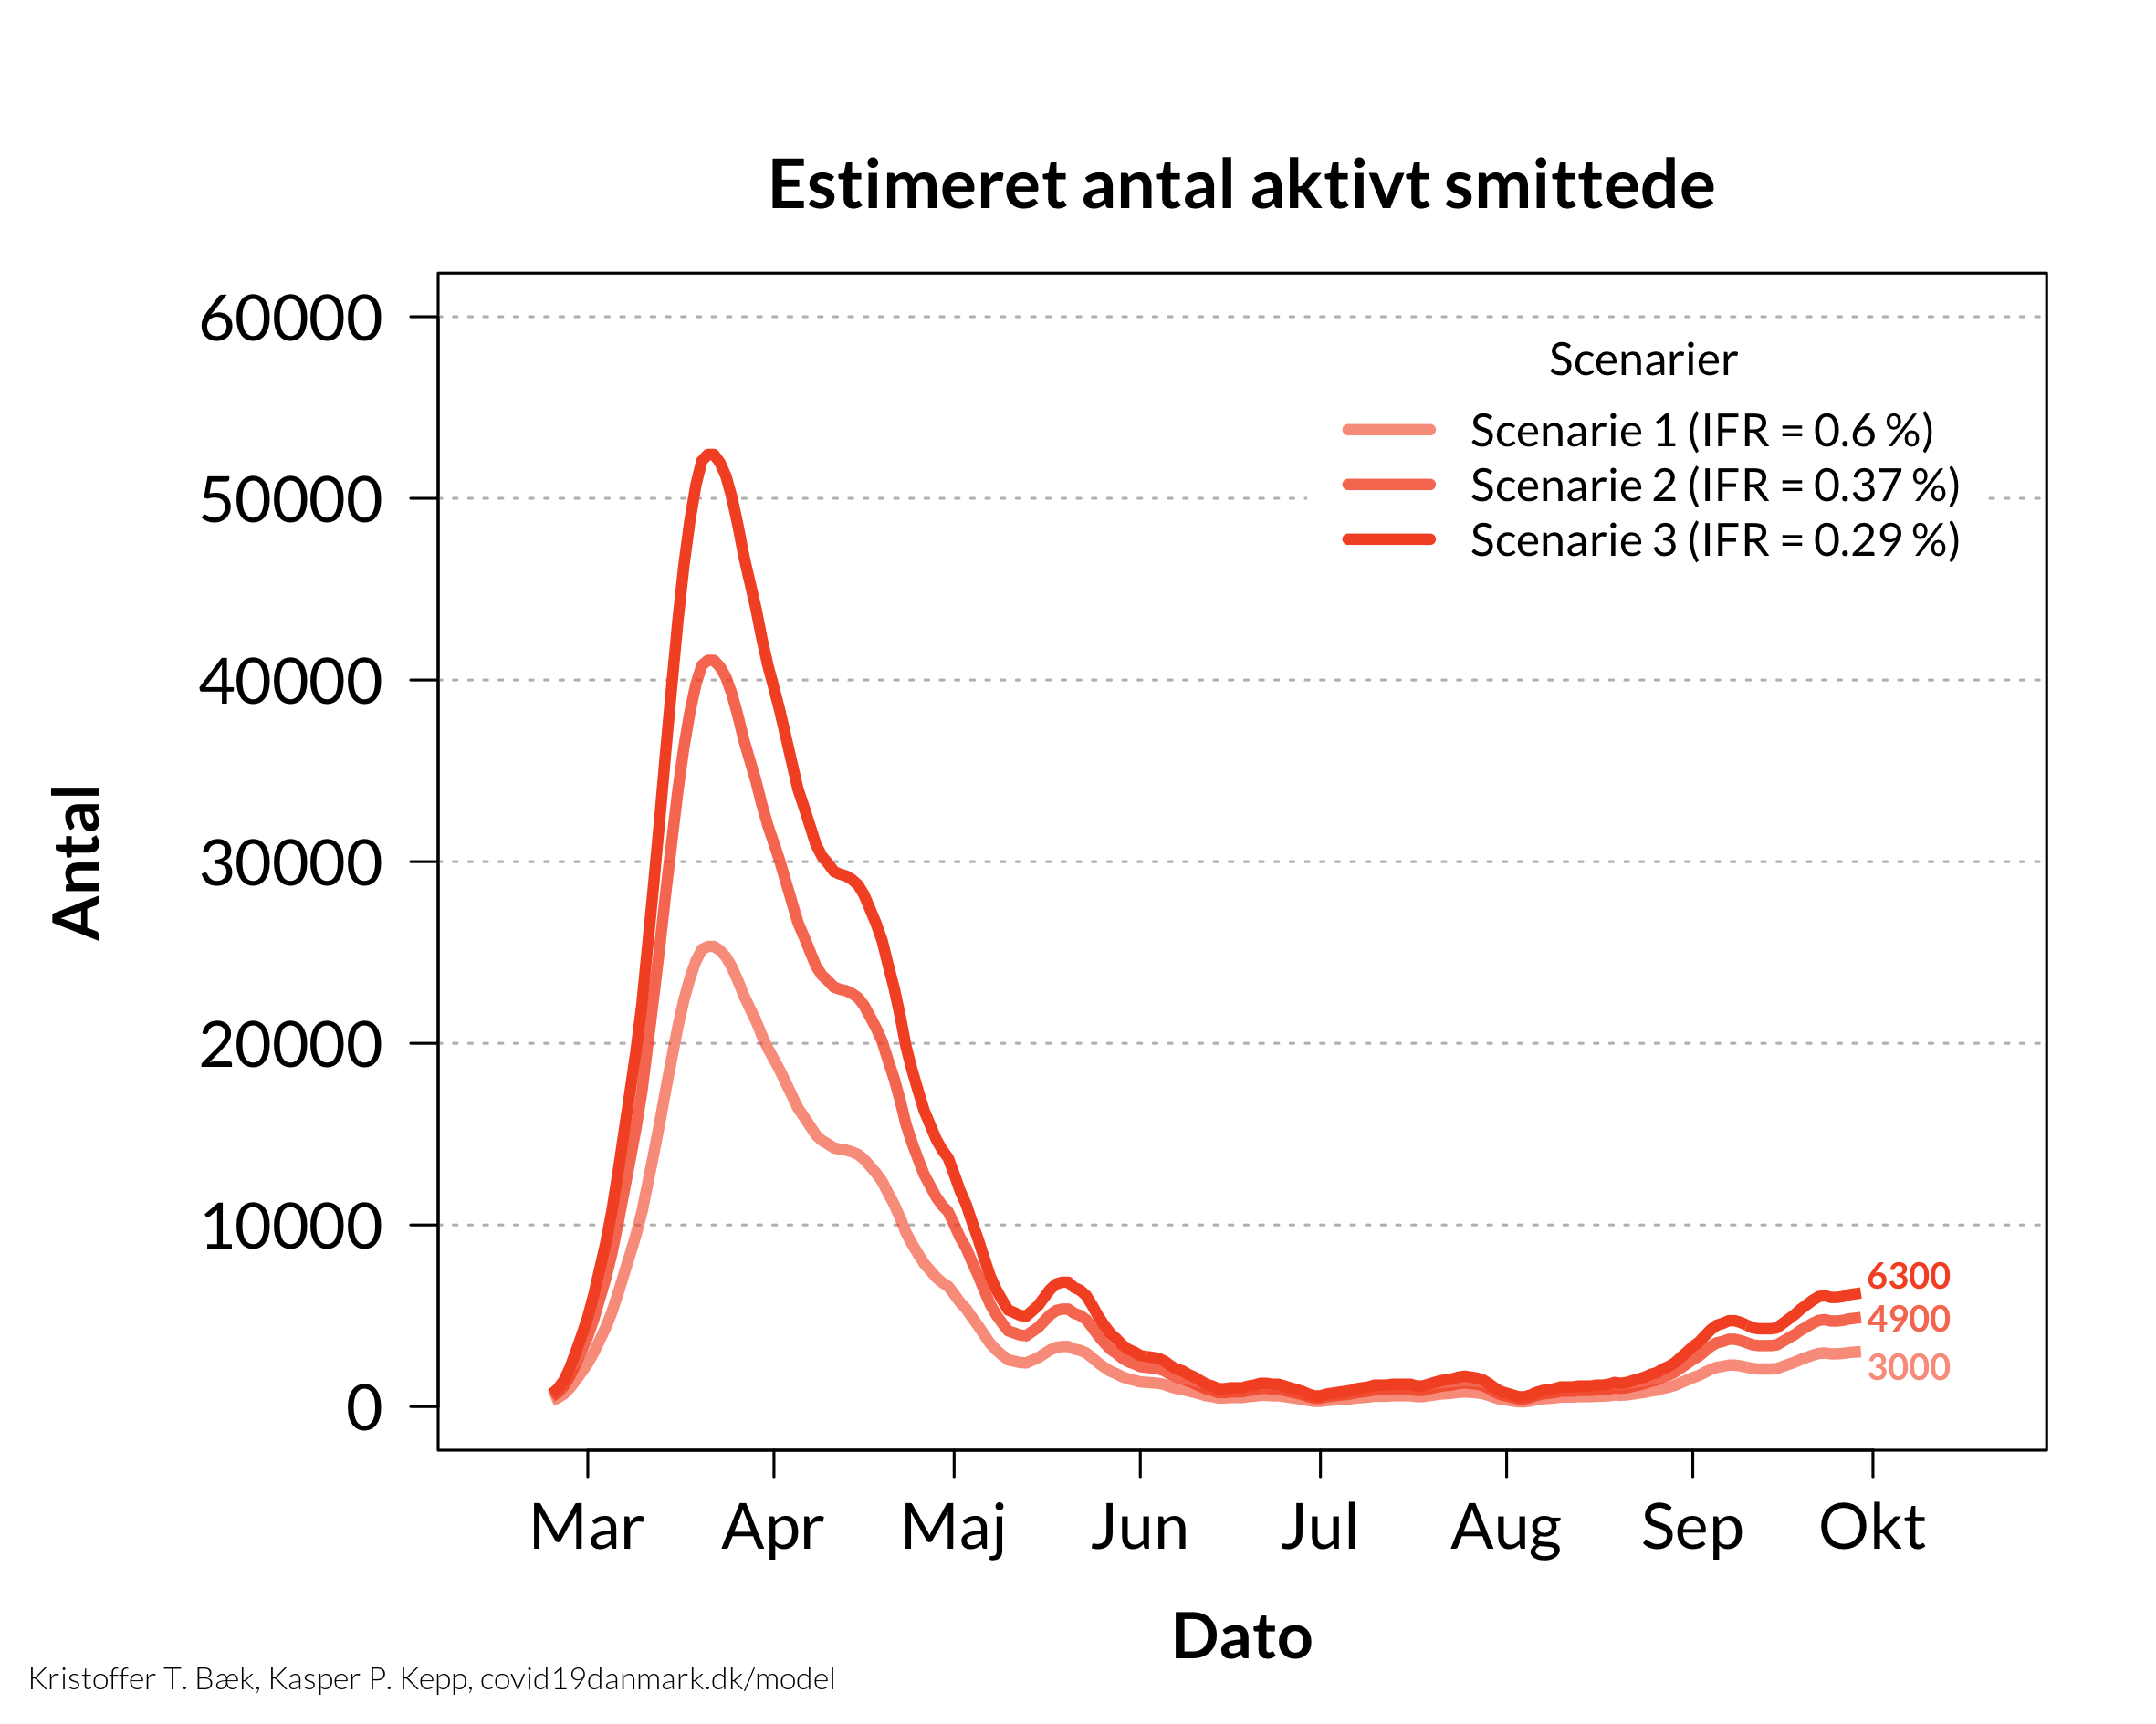 Estimeret antal aktivt smittede
60000
50000
40000
30000
20000
10000
0
Antal
Scenarier
Scenarie 1 (IFR = 0.6 %)
Scenarie 2 (IFR = 0.37 %)
Scenarie 3 (IFR = 0.29 %)
6300
4900
3000
Mar Apr Maj Jun Jul Aug Sep Okt
Dato
Kristoffer T. Bæk, Kasper P. Kepp, covid19danmark.dk/model